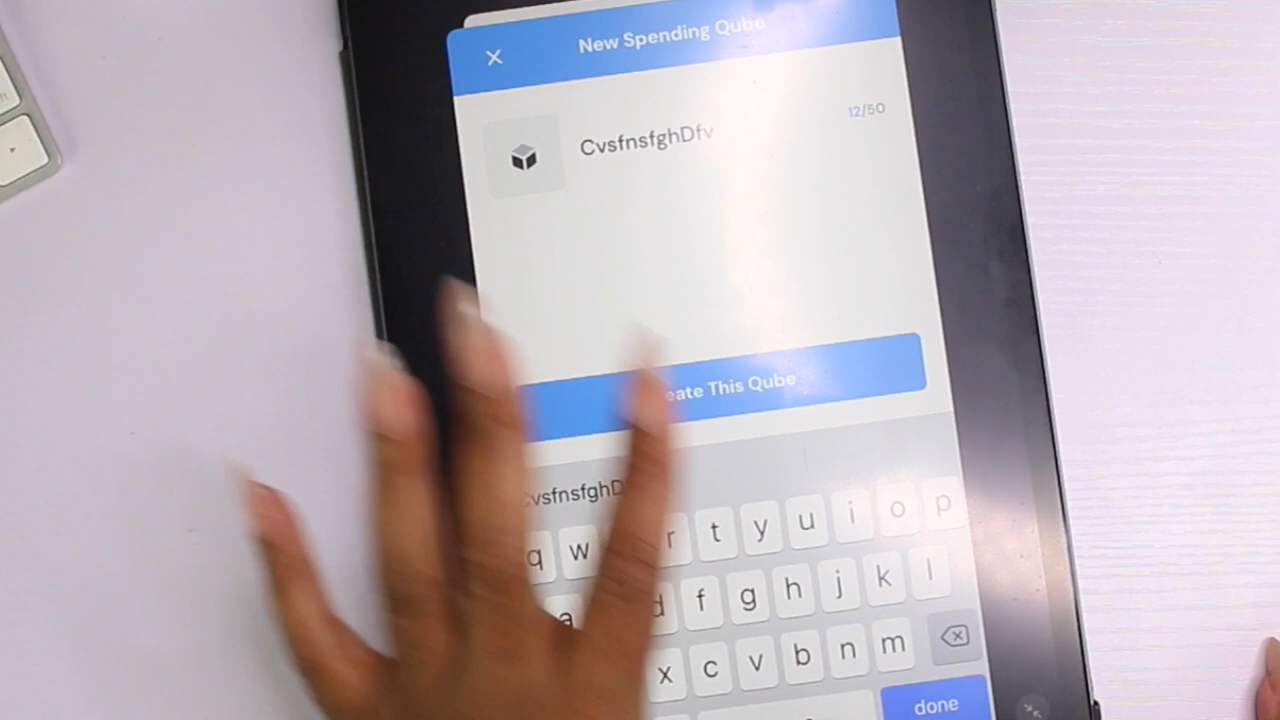 New Spending Qube
CvsfnsfghDfv
12/50
eate This Qube
CvsfnsfghD
q w r t y u i o p
a d f g h j k l
x c v b n m
done